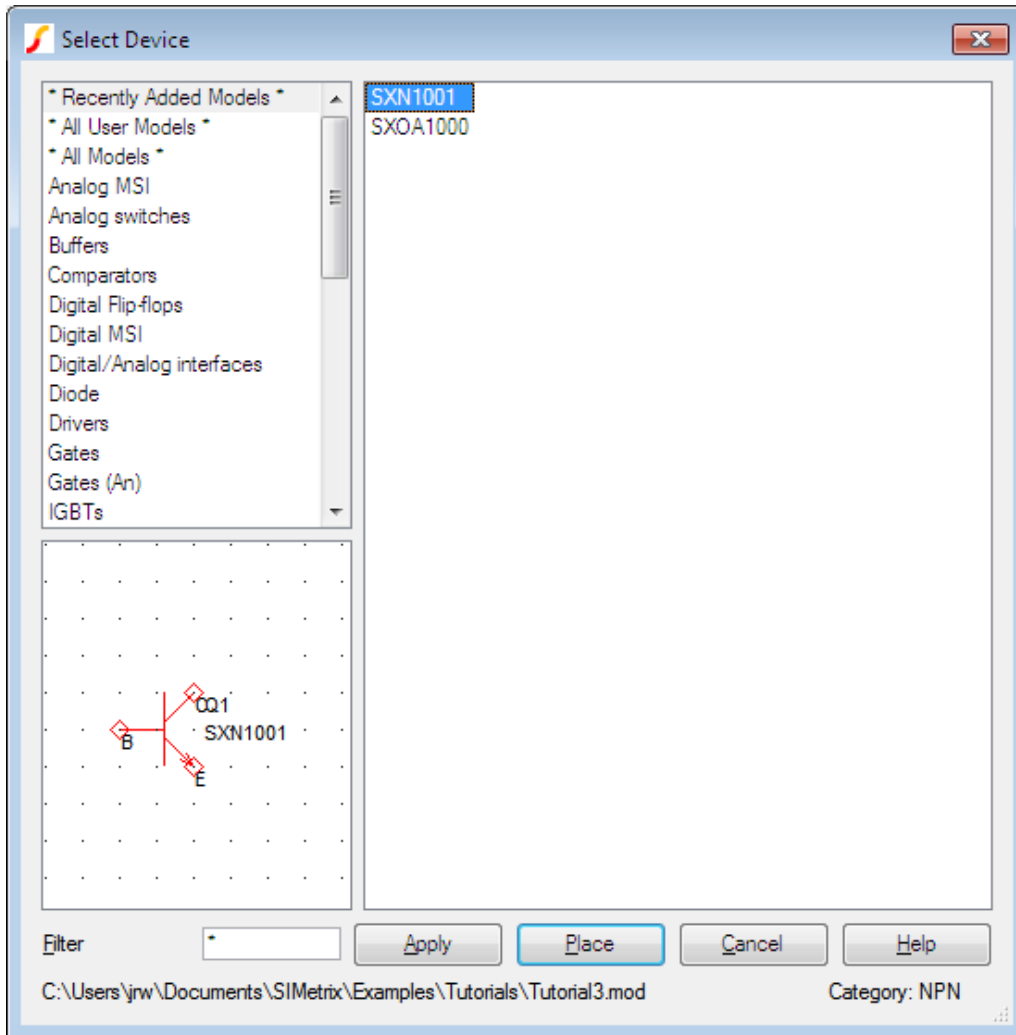 Select Device
* Recently Added Models *
* All User Models *
* All Models *
Analog MSI
Analog switches
Buffers
Comparators
Digital Flip-flops
Digital MSI
Digital/Analog interfaces
Diode
Drivers
Gates
Gates (An)
IGBTs
SXN1001
SXOA1000
C Q1
B SXN1001
E
Filter * Apply Place Cancel Help
C:\Users\jrw\Documents\SIMetrix\Examples\Tutorials\Tutorial3.mod Category: NPN